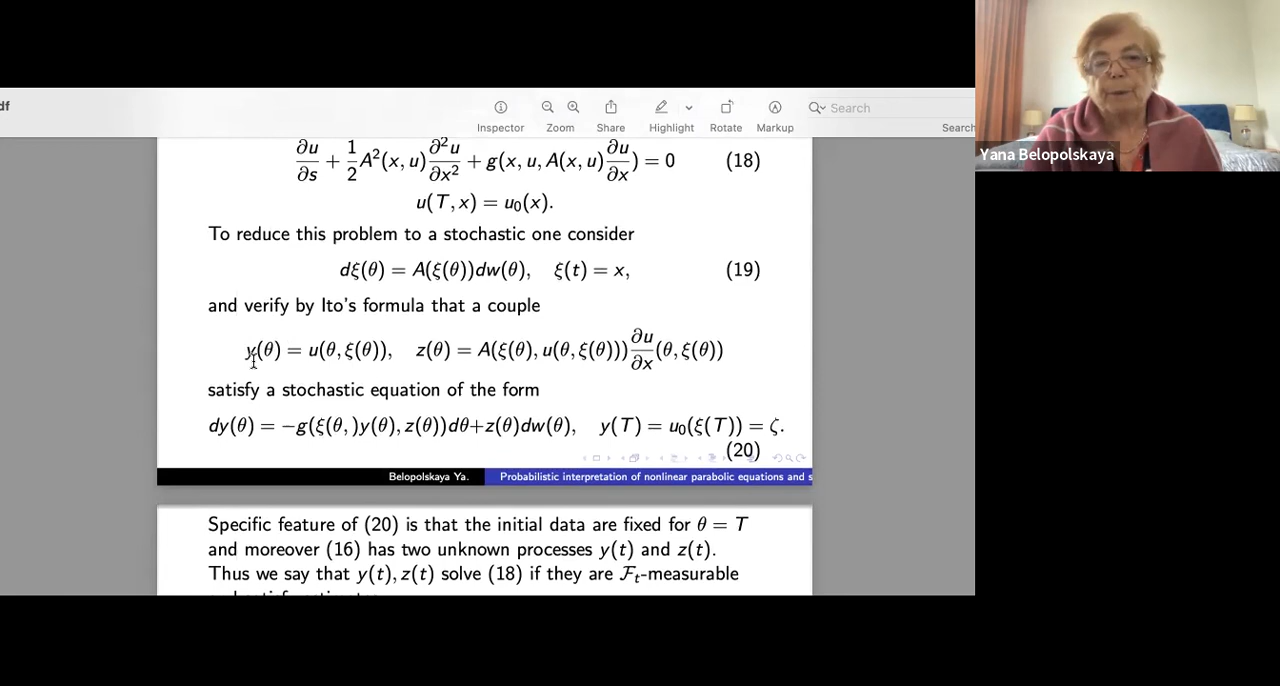 df
Inspector Zoom Share Highlight Rotate Markup Search
Search
Yana Belopolskaya
∂u/∂s + 1/2 A²(x, u) ∂²u/∂x² + g(x, u, A(x, u) ∂u/∂x) = 0 (18)
u(T, x) = u₀(x).
To reduce this problem to a stochastic one consider
dξ(θ) = A(ξ(θ))dw(θ), ξ(t) = x, (19)
and verify by Ito's formula that a couple
y(θ) = u(θ, ξ(θ)), z(θ) = A(ξ(θ), u(θ, ξ(θ))) ∂u/∂x (θ, ξ(θ))
satisfy a stochastic equation of the form
dy(θ) = −g(ξ(θ, )y(θ), z(θ))dθ+z(θ)dw(θ), y(T) = u₀(ξ(T)) = ζ.
(20)
Belopolskaya Ya. Probabilistic interpretation of nonlinear parabolic equations and s
Specific feature of (20) is that the initial data are fixed for θ = T
and moreover (16) has two unknown processes y(t) and z(t).
Thus we say that y(t), z(t) solve (18) if they are ℱₜ-measurable